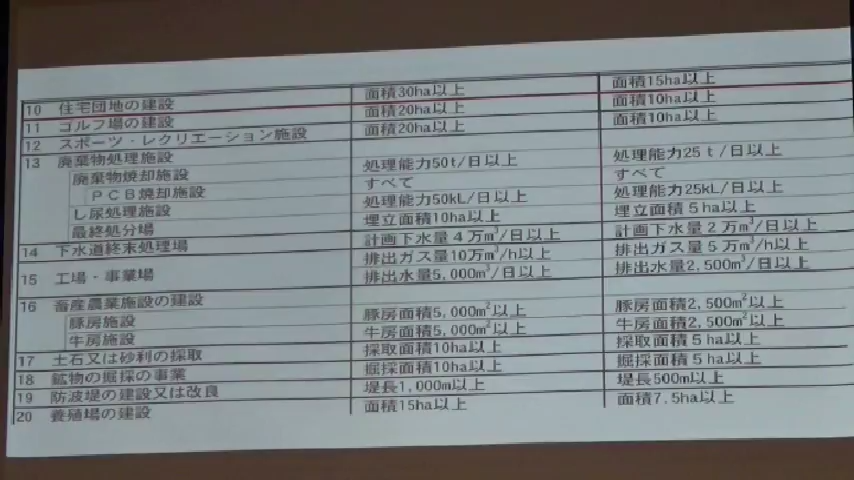 10 住宅団地の建設 面積30ha以上 面積15ha以上
11 ゴルフ場の建設 面積20ha以上 面積10ha以上
12 スポーツ・レクリエーション施設 面積20ha以上 面積10ha以上
13 廃棄物処理施設
廃棄物焼却施設 処理能力50t/日以上 処理能力25t/日以上
PCB焼却施設 すべて すべて
し尿処理施設 処理能力50kL/日以上 処理能力25kL/日以上
最終処分場 埋立面積10ha以上 埋立面積5ha以上
14 下水道終末処理場 計画下水量4万m³/日以上 計画下水量2万m³/日以上
15 工場・事業場 排出ガス量10万m³/h以上 排出ガス量5万m³/h以上
排出水量5,000m³/日以上 排出水量2,500m³/日以上
16 畜産農業施設の建設
豚房施設 豚房面積5,000m²以上 豚房面積2,500m²以上
牛房施設 牛房面積5,000m²以上 牛房面積2,500m²以上
17 土石又は砂利の採取 採取面積10ha以上 採取面積5ha以上
18 鉱物の掘採の事業 掘採面積10ha以上 掘採面積5ha以上
19 防波堤の建設又は改良 堤長1,000m以上 堤長500m以上
20 養殖場の建設 面積15ha以上 面積7.5ha以上